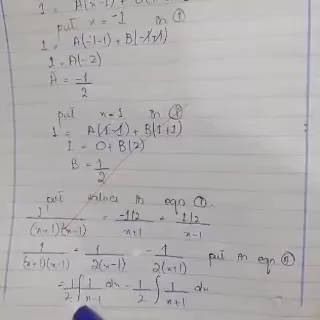 1 = A(x-1) +
put x = -1 in ①
1 = A(-1-1) + B(-1+1)
1 = A(-2)
A = -1/2
put x=1 in ①
1 = A(1-1) + B(1+1)
1 = 0+B(2)
B = 1/2
put values in eqn ①.
1/(x+1)(x-1) = -1/2/x+1 = 1/2/x-1
1/(x+1)(x-1) = 1/2(x-1) - 1/2(x+1) put in eqn ②
= 1/2 ∫ 1/x-1 dx - 1/2 ∫ 1/x+1 dx